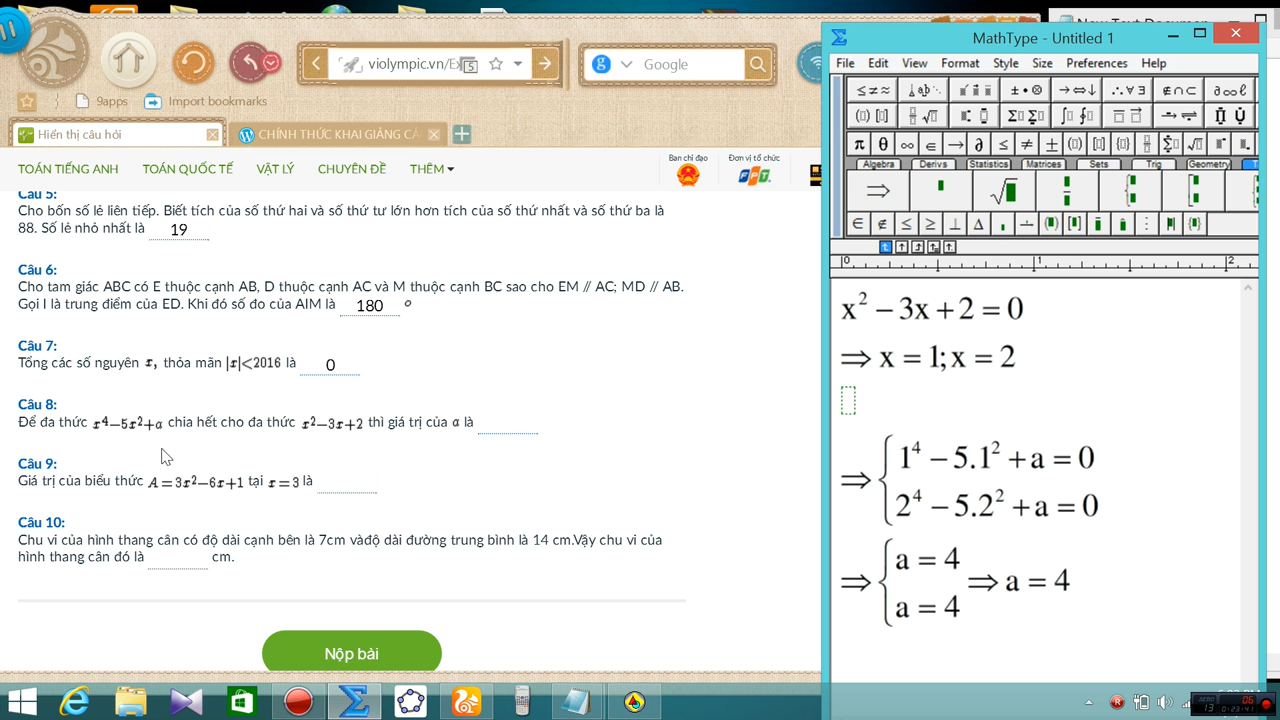 MathType - Untitled 1
violympic.vn/Ex
5
Google
File Edit View Format Style Size Preferences Help
9apps Import bookmarks
Hiển thị câu hỏi
CHÍNH THỨC KHAI GIẢNG CÁ
TOÁN TIẾNG ANH TOÁN QUỐC TẾ VẬT LÝ CHUYÊN ĐỀ THÊM
Ban chỉ đạo Đơn vị tổ chức
FPT
Algebra Derivs Statistics Matrices Sets Trig Geometry
0 1 2
Câu 5:
Cho bốn số lẻ liên tiếp. Biết tích của số thứ hai và số thứ tư lớn hơn tích của số thứ nhất và số thứ ba là
88. Số lẻ nhỏ nhất là 19
Câu 6:
Cho tam giác ABC có E thuộc cạnh AB, D thuộc cạnh AC và M thuộc cạnh BC sao cho EM // AC; MD // AB.
Gọi I là trung điểm của ED. Khi đó số đo của AIM là 180 °
Câu 7:
Tổng các số nguyên x, thỏa mãn |x|<2016 là 0
Câu 8:
Để đa thức x⁴−5x²+a chia hết cho đa thức x²−3x+2 thì giá trị của a là
Câu 9:
Giá trị của biểu thức A=3x²−6x+1 tại x=3 là
Câu 10:
Chu vi của hình thang cân có độ dài cạnh bên là 7cm vàđộ dài đường trung bình là 14 cm.Vậy chu vi của
hình thang cân đó là cm.
Nộp bài
x² − 3x + 2 = 0
⇒ x = 1; x = 2
1⁴ − 5.1² + a = 0
⇒
2⁴ − 5.2² + a = 0
a = 4
⇒ ⇒ a = 4
a = 4